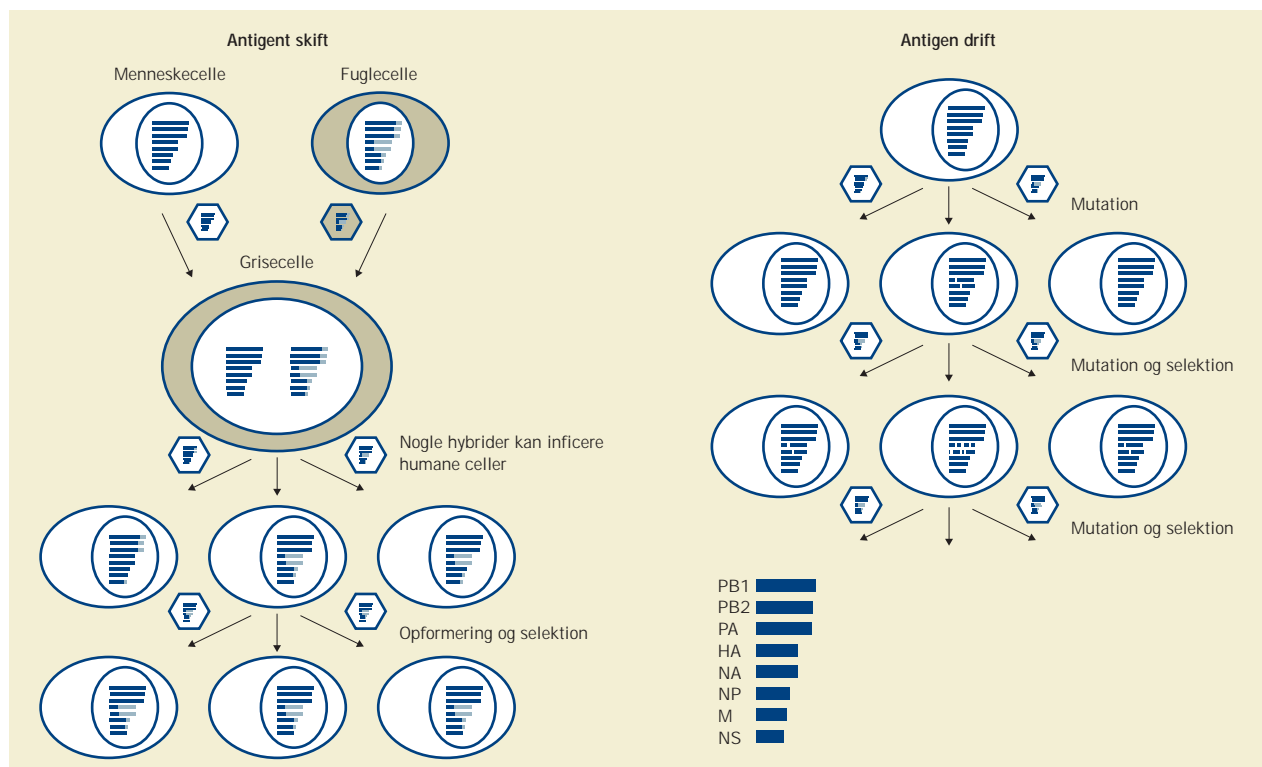 Antigent skift
Menneskecelle
Fuglecelle
Grisecelle
Nogle hybrider kan inficere
humane celler
Opformering og selektion
Antigen drift
Mutation
Mutation og selektion
Mutation og selektion
PB1
PB2
PA
HA
NA
NP
M
NS